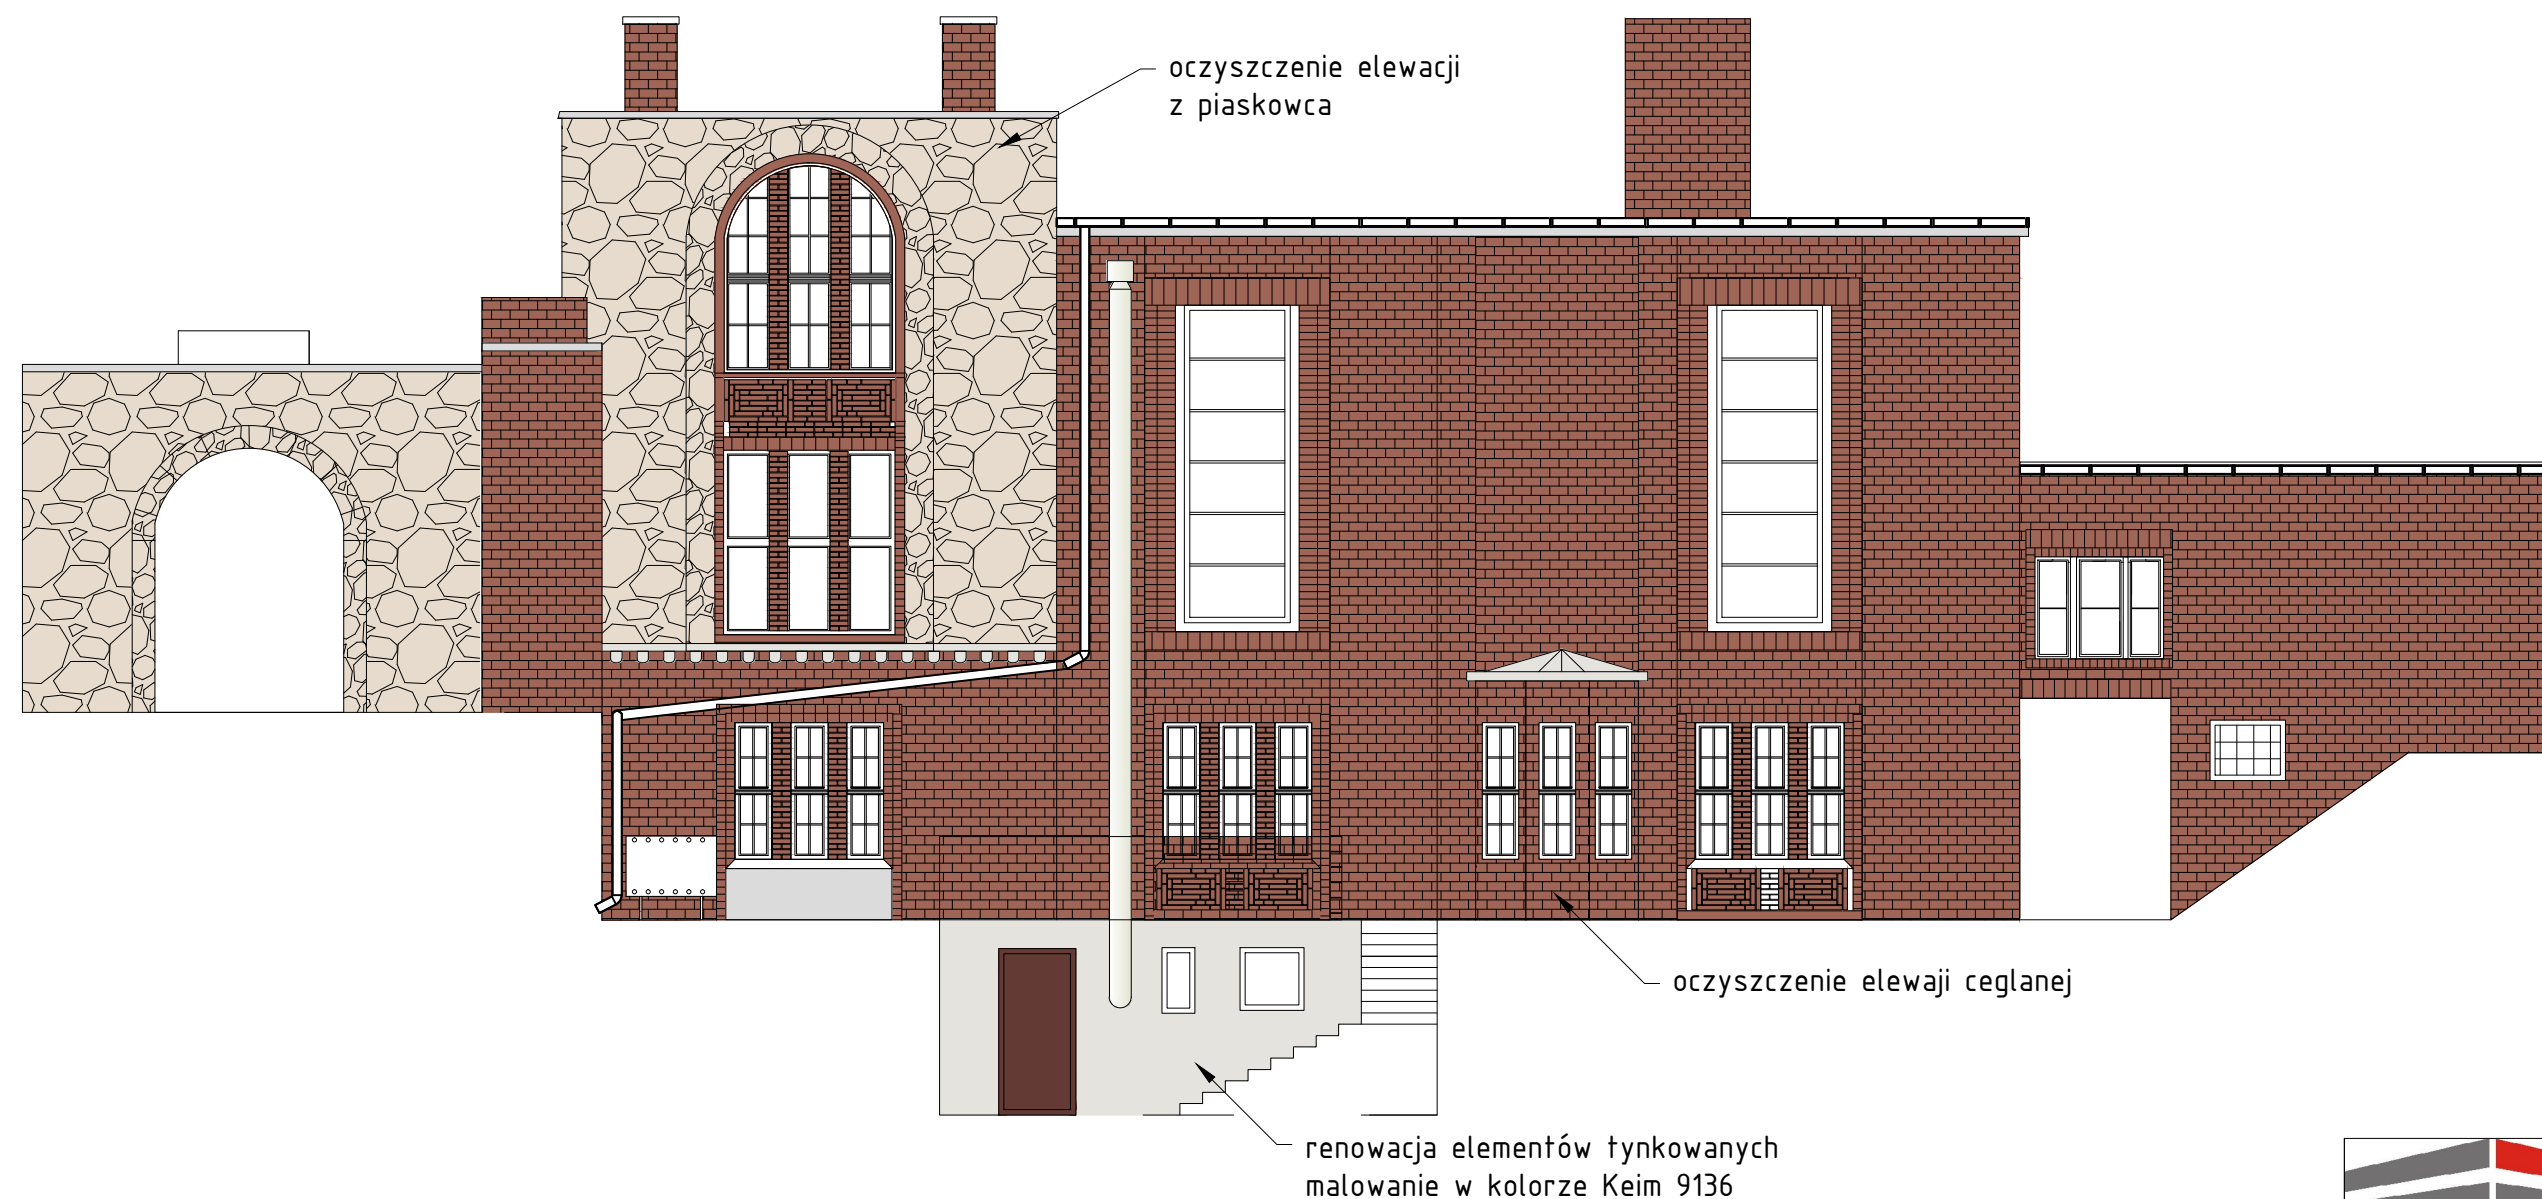 oczyszczenie elewacji
z piaskowca
oczyszczenie elewaji ceglanej
renowacja elementów tynkowanych
malowanie w kolorze Keim 9136